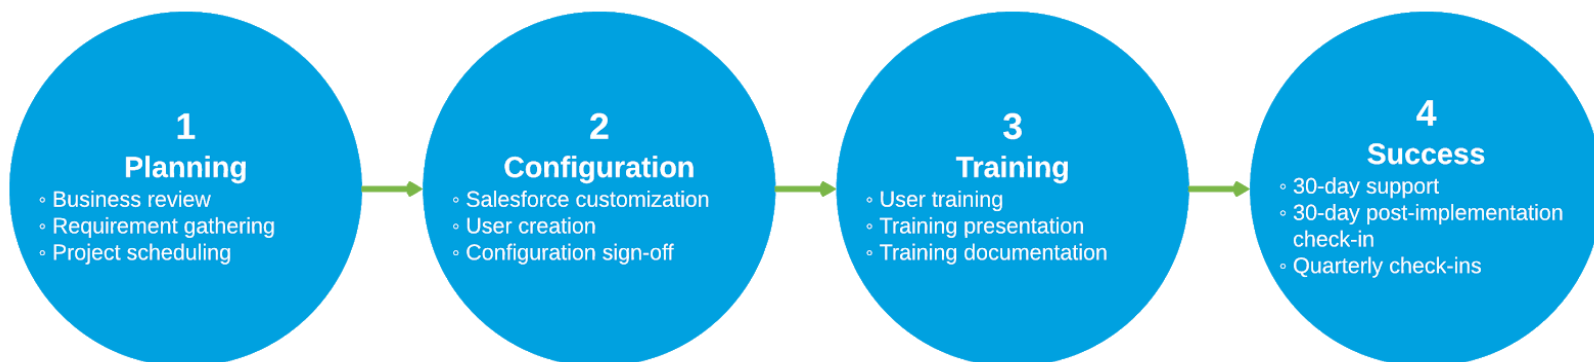 1
Planning
◦ Business review
◦ Requirement gathering
◦ Project scheduling
2
Configuration
◦ Salesforce customization
◦ User creation
◦ Configuration sign-off
3
Training
◦ User training
◦ Training presentation
◦ Training documentation
4
Success
◦ 30-day support
◦ 30-day post-implementation
check-in
◦ Quarterly check-ins